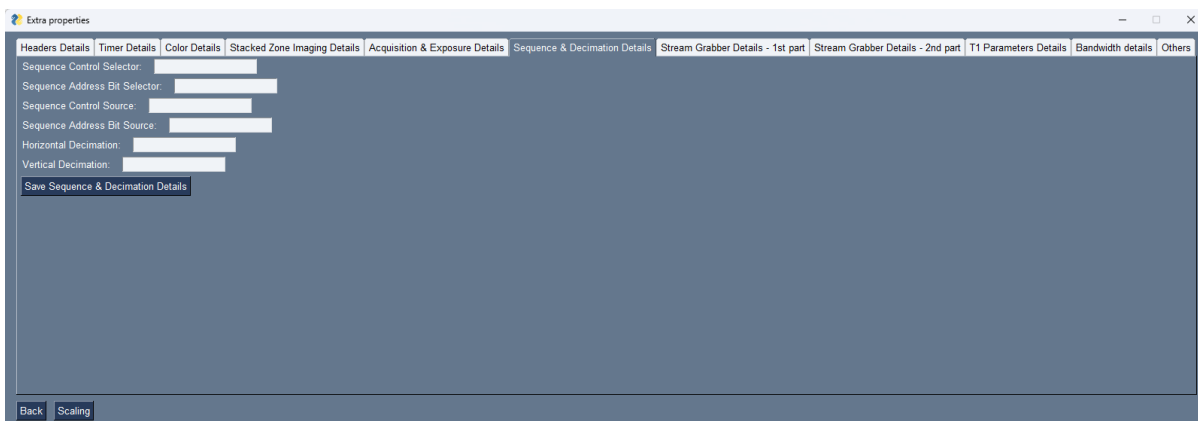 Extra properties
Headers Details Timer Details Color Details Stacked Zone Imaging Details Acquisition & Exposure Details Sequence & Decimation Details Stream Grabber Details - 1st part Stream Grabber Details - 2nd part T1 Parameters Details Bandwidth details Others
Sequence Control Selector:
Sequence Address Bit Selector:
Sequence Control Source:
Sequence Address Bit Source:
Horizontal Decimation:
Vertical Decimation:
Save Sequence & Decimation Details
Back Scaling